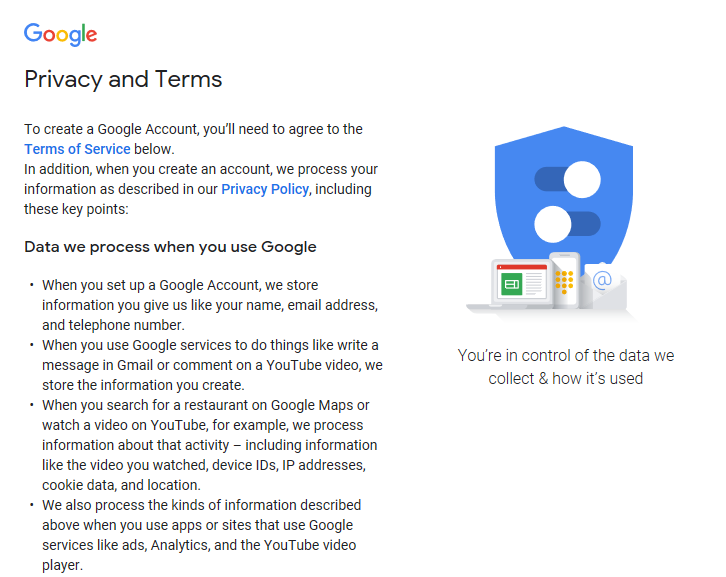 Google
Privacy and Terms
To create a Google Account, you’ll need to agree to the
Terms of Service below.
In addition, when you create an account, we process your
information as described in our Privacy Policy, including
these key points:
Data we process when you use Google
• When you set up a Google Account, we store
information you give us like your name, email address,
and telephone number.
• When you use Google services to do things like write a
message in Gmail or comment on a YouTube video, we
store the information you create.
• When you search for a restaurant on Google Maps or
watch a video on YouTube, for example, we process
information about that activity – including information
like the video you watched, device IDs, IP addresses,
cookie data, and location.
• We also process the kinds of information described
above when you use apps or sites that use Google
services like ads, Analytics, and the YouTube video
player.
@
You’re in control of the data we
collect & how it’s used